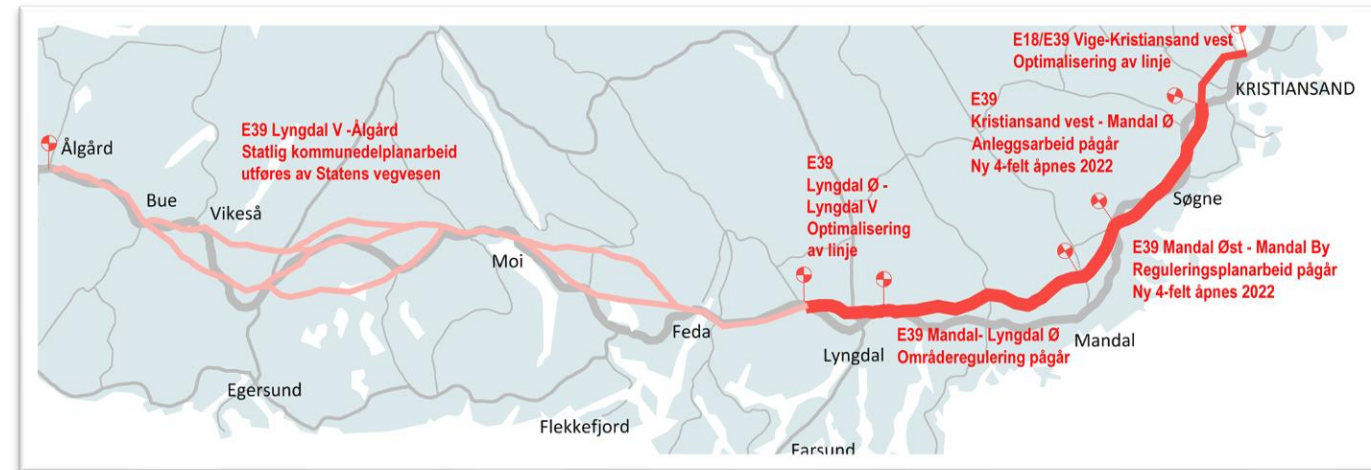 E18/E39 Vige-Kristiansand vest
Optimalisering av linje
KRISTIANSAND
E39
Kristiansand vest - Mandal Ø
Anleggsarbeid pågår
Ny 4-felt åpnes 2022
E39 Lyngdal V -Ålgård
Statlig kommunedelplanarbeid
utføres av Statens vegvesen
Ålgård
E39
Lyngdal Ø -
Lyngdal V
Optimalisering
av linje
Bue
Vikeså
Søgne
E39 Mandal Øst - Mandal By
Reguleringsplanarbeid pågår
Ny 4-felt åpnes 2022
Moi
Feda
E39 Mandal- Lyngdal Ø
Områderegulering pågår
Mandal
Lyngdal
Egersund
Flekkefjord
Farsund